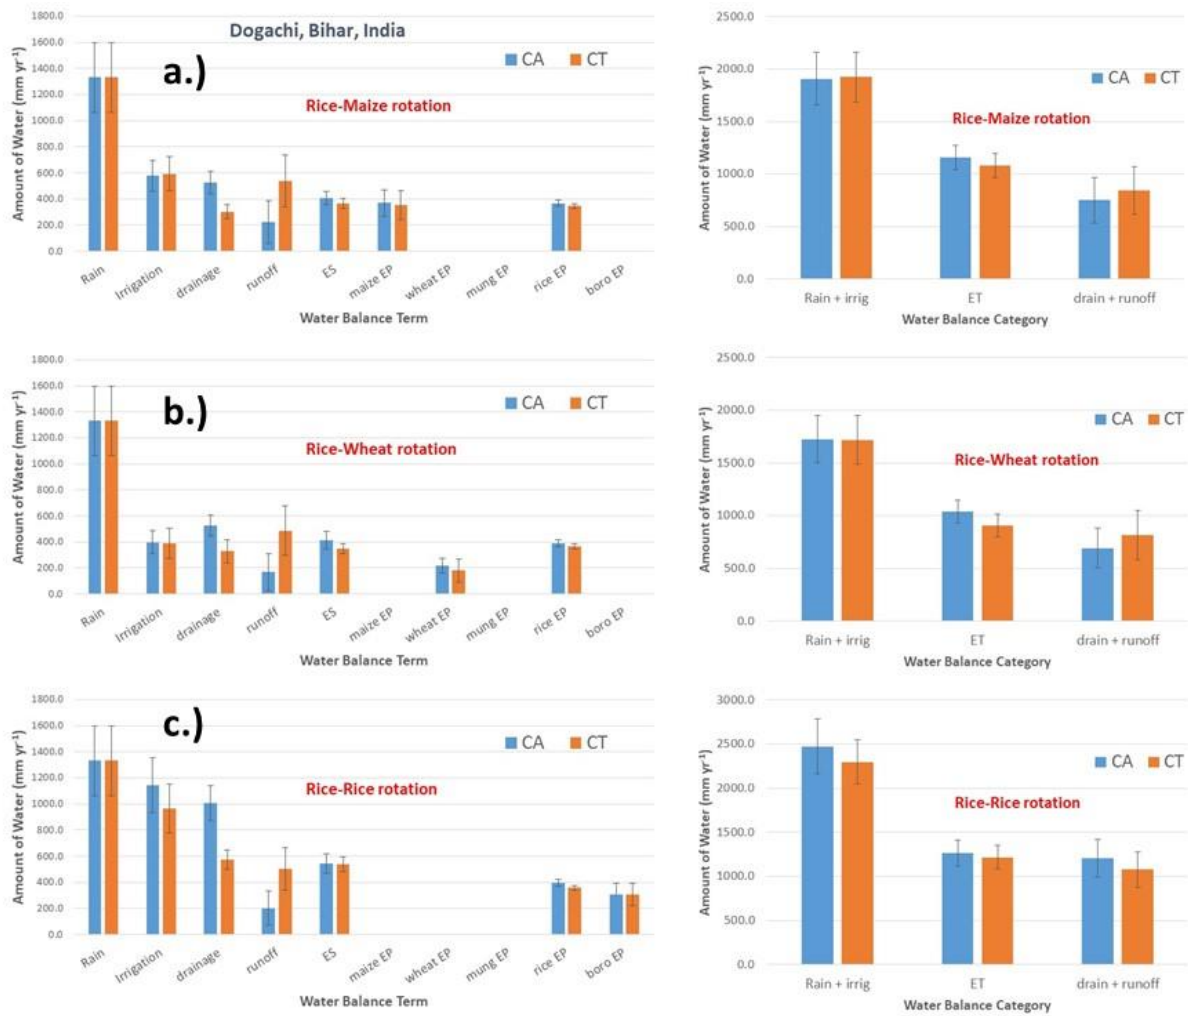 Dogachi, Bihar, India
a.)
CA CT
Rice-Maize rotation
Amount of Water (mm yr⁻¹)
1800.0
1600.0
1400.0
1200.0
1000.0
800.0
600.0
400.0
200.0
0.0
Rain Irrigation drainage runoff ES maize EP wheat EP mung EP rice EP boro EP
Water Balance Term
CA CT
Rice-Maize rotation
Amount of Water (mm yr⁻¹)
2500.0
2000.0
1500.0
1000.0
500.0
0.0
Rain + irrig ET drain + runoff
Water Balance Category
b.)
CA CT
Rice-Wheat rotation
Amount of Water (mm yr⁻¹)
1800.0
1600.0
1400.0
1200.0
1000.0
800.0
600.0
400.0
200.0
0.0
Rain Irrigation drainage runoff ES maize EP wheat EP mung EP rice EP boro EP
Water Balance Term
CA CT
Rice-Wheat rotation
Amount of Water (mm yr⁻¹)
2500.0
2000.0
1500.0
1000.0
500.0
0.0
Rain + irrig ET drain + runoff
Water Balance Category
c.)
CA CT
Rice-Rice rotation
Amount of Water (mm yr⁻¹)
1800.0
1600.0
1400.0
1200.0
1000.0
800.0
600.0
400.0
200.0
0.0
Rain Irrigation drainage runoff ES maize EP wheat EP mung EP rice EP boro EP
Water Balance Term
CA CT
Rice-Rice rotation
Amount of Water (mm yr⁻¹)
3000.0
2500.0
2000.0
1500.0
1000.0
500.0
0.0
Rain + irrig ET drain + runoff
Water Balance Category